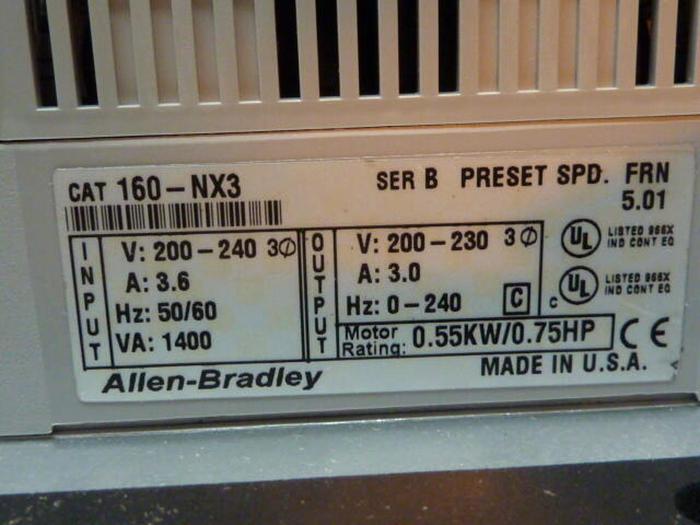 CAT 160-NX3 SER B PRESET SPD. FRN
5.01
INPUT
V: 200-240 3Ø
A: 3.6
Hz: 50/60
VA: 1400
OUTPUT
V: 200-230 3Ø
A: 3.0
Hz: 0-240 C
Motor Rating: 0.55KW/0.75HP
UL LISTED 966X
IND CONT EQ
c UL LISTED 966X
IND CONT EQ
CE
Allen-Bradley
MADE IN U.S.A.